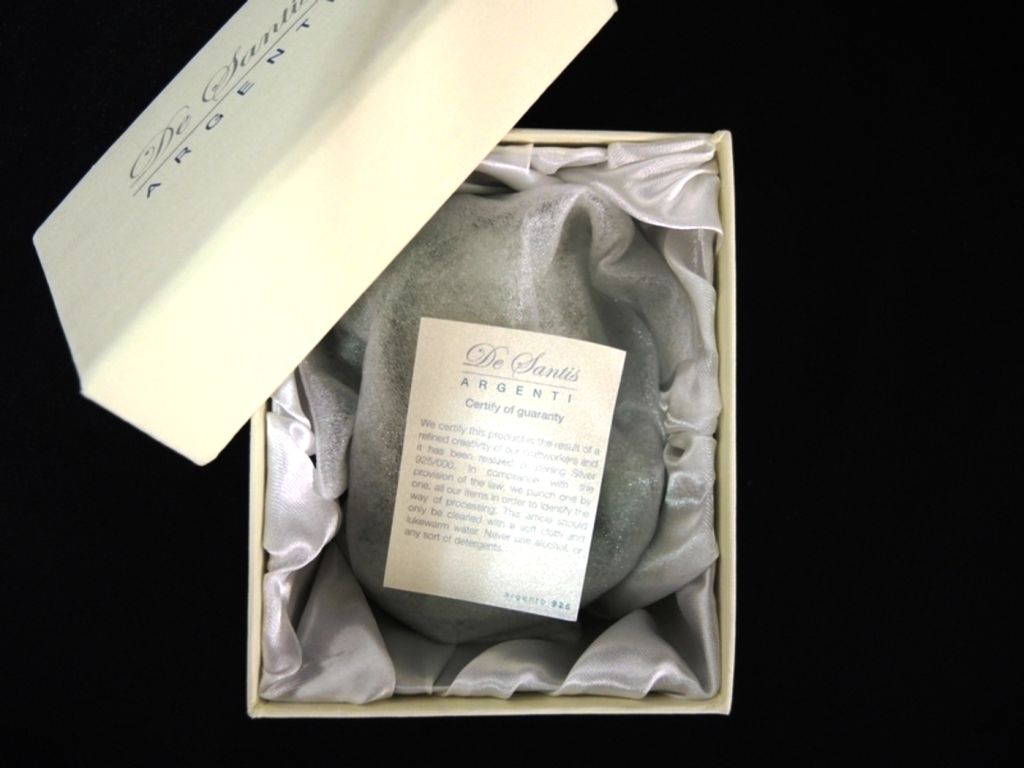 De Santi
ARGENT
De Santis
ARGENTI
Certify of guaranty
We certify this product is the result of a
refined creativity of our craftworkers and
it has been realized Sterling Silver
925/000. In compliance with the
provision of the law, we punch one by
one, all our items in order to identify the
way of processing. This article should
only be cleaned with a soft cloth and
lukewarm water. Never use alcohol, or
any sort of detergents.
argento 925